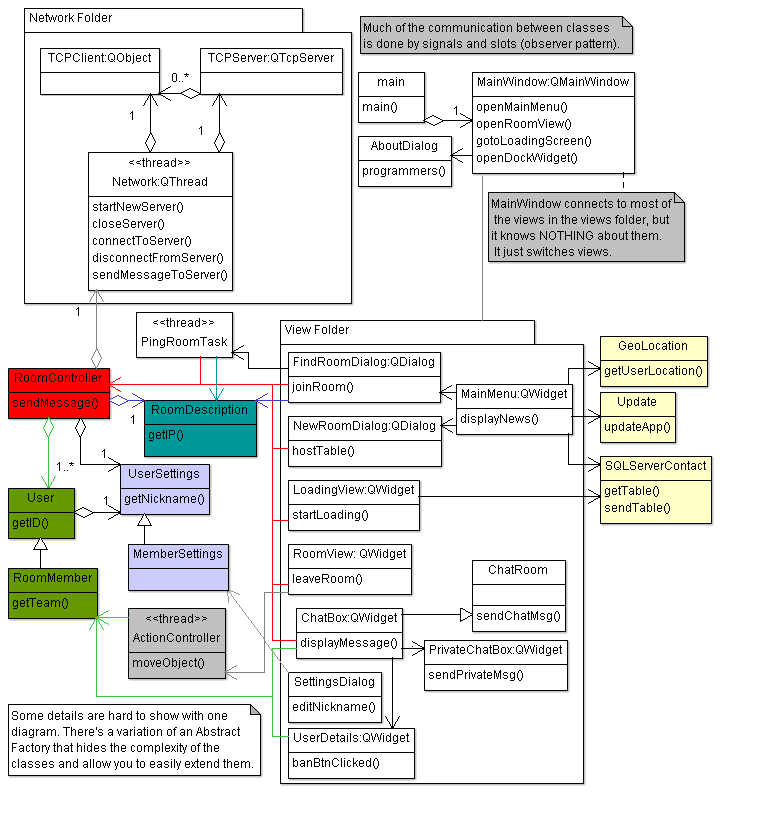 Network Folder
Much of the communication between classes
is done by signals and slots (observer pattern).
TCPClient:QObject
TCPServer:QTcpServer
0..*
1
1
main
main()
1
MainWindow:QMainWindow
openMainMenu()
openRoomView()
gotoLoadingScreen()
openDockWidget()
AboutDialog
programmers()
<<thread>>
Network:QThread
startNewServer()
closeServer()
connectToServer()
disconnectFromServer()
sendMessageToServer()
MainWindow connects to most of
the views in the views folder, but
it knows NOTHING about them.
It just switches views.
1
<<thread>>
PingRoomTask
View Folder
RoomController
sendMessage()
1
RoomDescription
getIP()
FindRoomDialog:QDialog
joinRoom()
MainMenu:QWidget
displayNews()
GeoLocation
getUserLocation()
Update
updateApp()
NewRoomDialog:QDialog
hostTable()
SQLServerContact
getTable()
sendTable()
1..*
1
UserSettings
getNickname()
User
getID()
1
LoadingView:QWidget
startLoading()
MemberSettings
RoomView: QWidget
leaveRoom()
RoomMember
getTeam()
ChatRoom
sendChatMsg()
<<thread>>
ActionController
moveObject()
ChatBox:QWidget
displayMessage()
PrivateChatBox:QWidget
sendPrivateMsg()
SettingsDialog
editNickname()
UserDetails:QWidget
banBtnClicked()
Some details are hard to show with one
diagram. There's a variation of an Abstract
Factory that hides the complexity of the
classes and allow you to easily extend them.